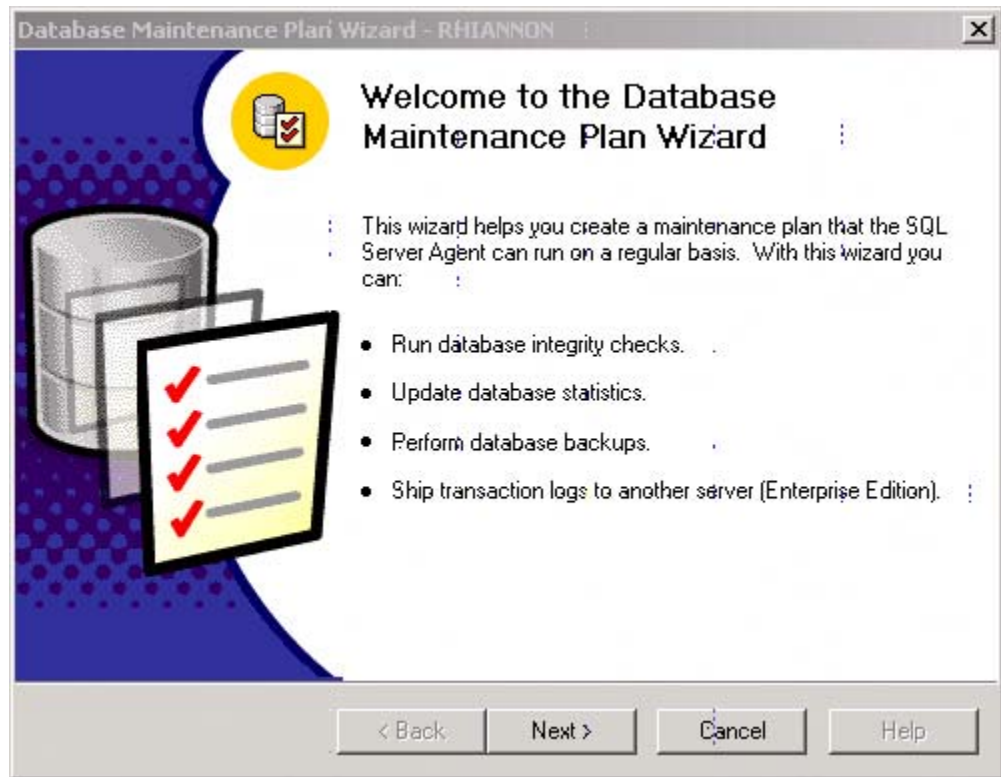 Database Maintenance Plan Wizard - RHIANNON
Welcome to the Database
Maintenance Plan Wizard
This wizard helps you create a maintenance plan that the SQL
Server Agent can run on a regular basis. With this wizard you
can:
• Run database integrity checks.
• Update database statistics.
• Perform database backups.
• Ship transaction logs to another server (Enterprise Edition).
< Back Next > Cancel Help